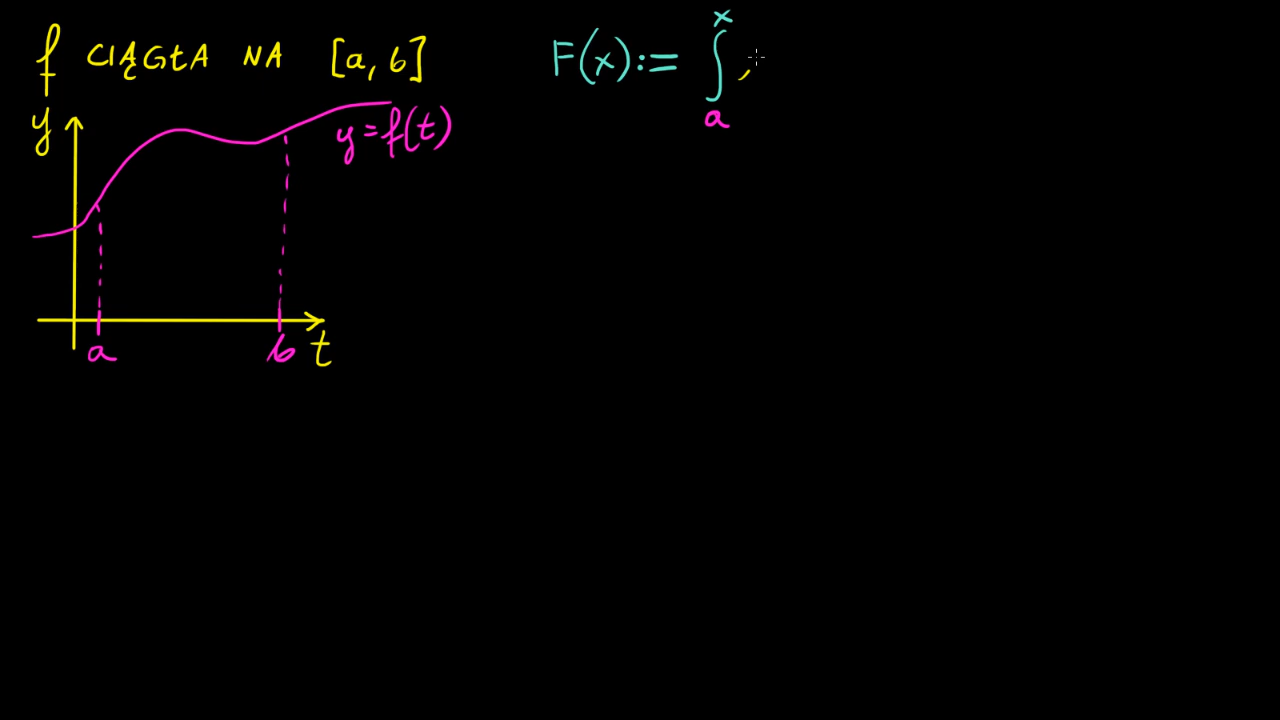 f CIĄGŁA NA [a, b]
F(x) := ∫ₐˣ
y
y = f(t)
a
b
t